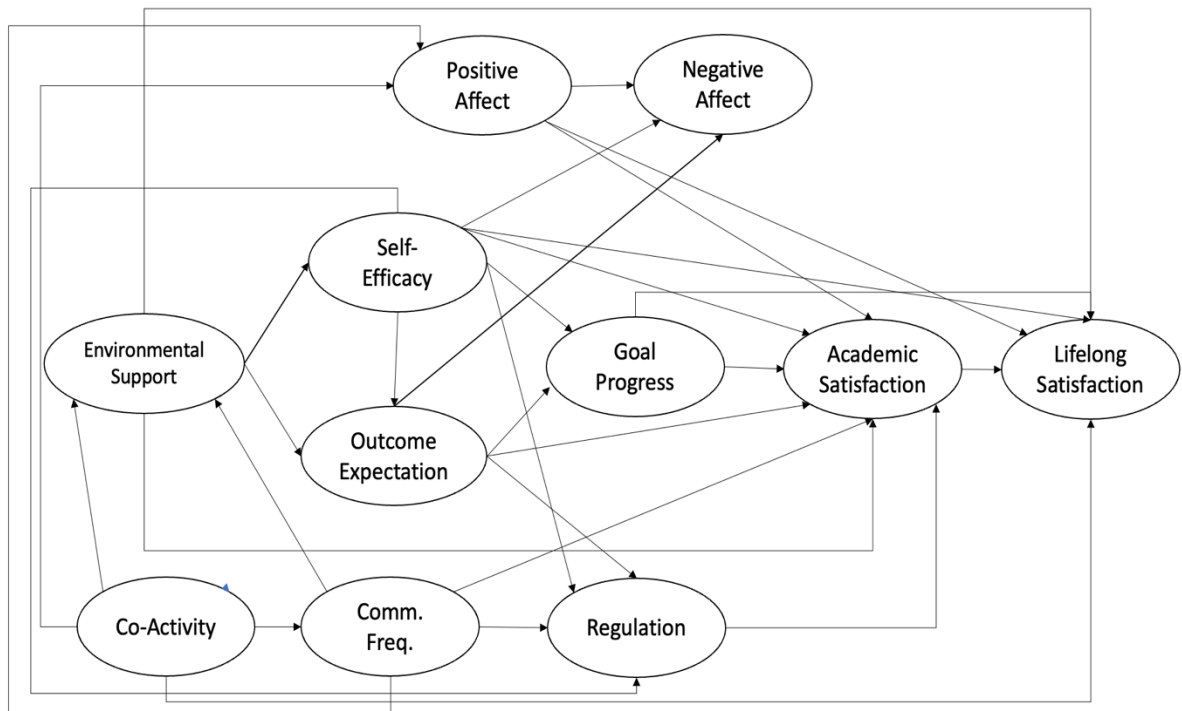 Positive
Affect
Negative
Affect
Self-
Efficacy
Environmental
Support
Goal
Progress
Academic
Satisfaction
Lifelong
Satisfaction
Outcome
Expectation
Co-Activity
Comm.
Freq.
Regulation